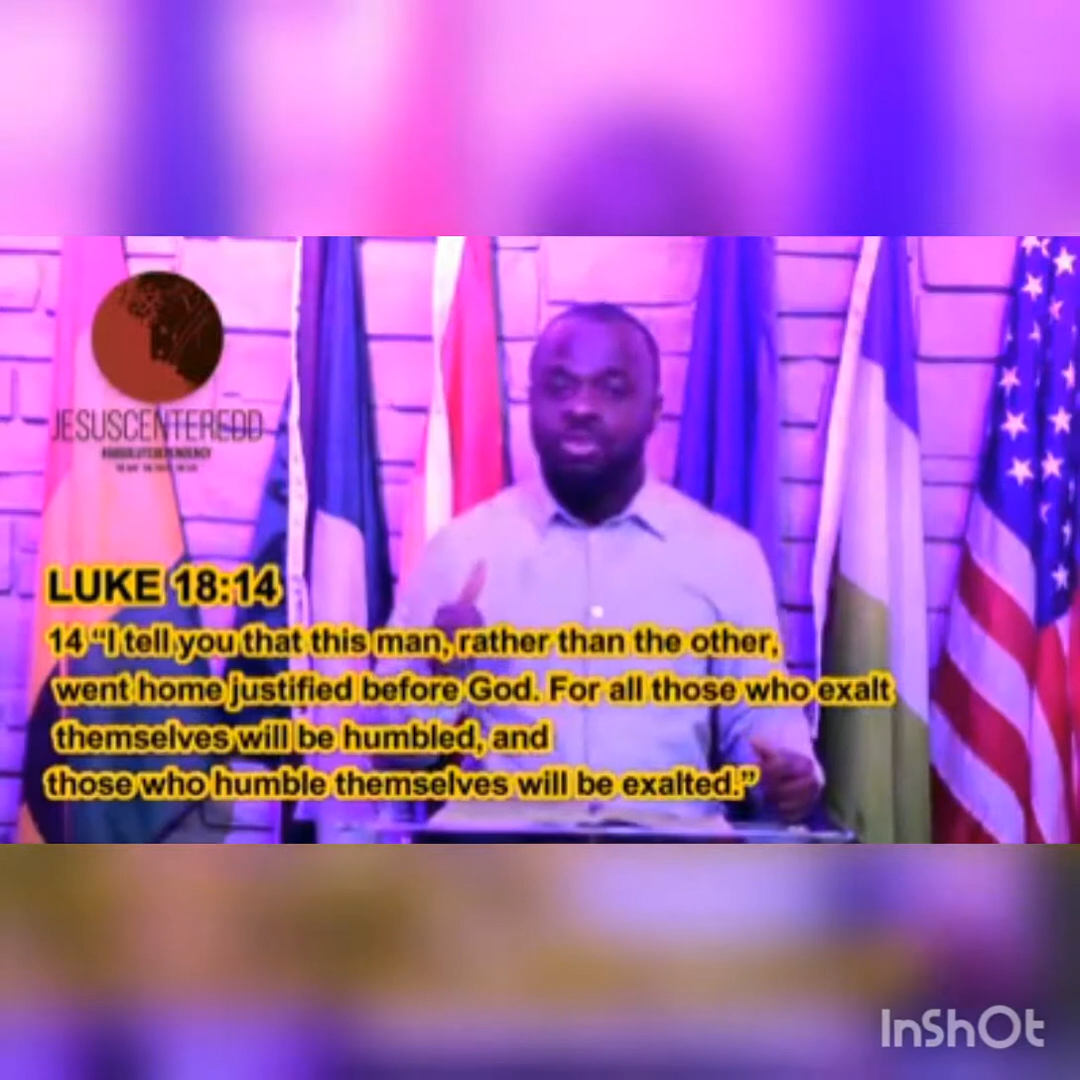 JESUSCENTEREDD
#ABSOLUTEDEPENDENCY
LUKE 18:14
14 “I tell you that this man, rather than the other,
went home justified before God. For all those who exalt
themselves will be humbled, and
those who humble themselves will be exalted.”
InShOt